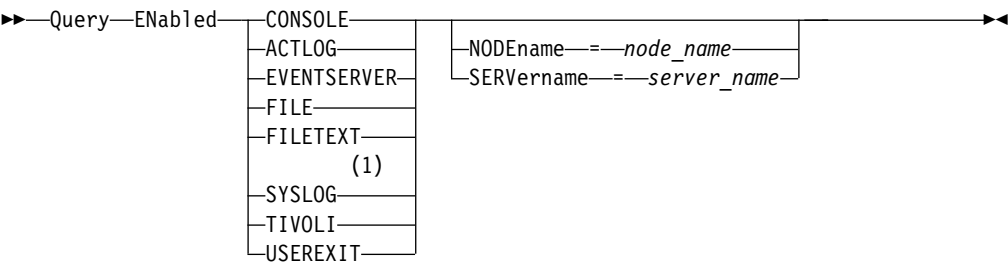 Query ENabled CONSOLE
ACTLOG NODEname = node_name
EVENTSERVER SERVername = server_name
FILE
FILETEXT
(1)
SYSLOG
TIVOLI
USEREXIT